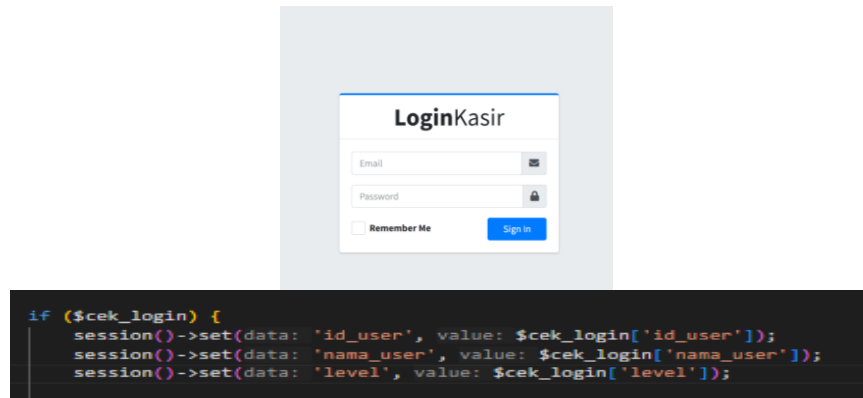 LoginKasir
Email
Password
Remember Me Sign In
if ($cek_login) {
session()->set(data: 'id_user', value: $cek_login['id_user']);
session()->set(data: 'nama_user', value: $cek_login['nama_user']);
session()->set(data: 'level', value: $cek_login['level']);